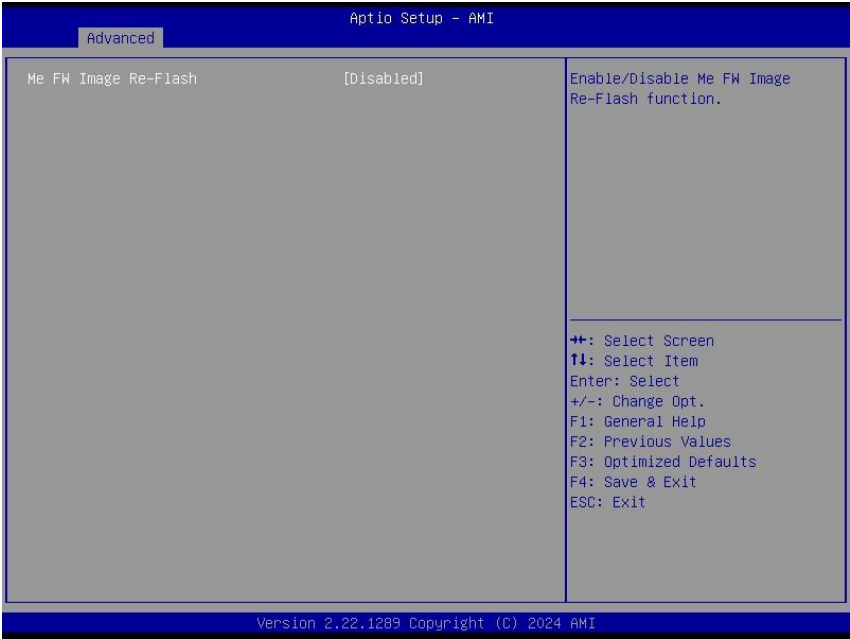 Aptio Setup – AMI
Advanced
Me FW Image Re-Flash [Disabled]
Enable/Disable Me FW Image
Re-Flash function.
→←: Select Screen
↑↓: Select Item
Enter: Select
+/-: Change Opt.
F1: General Help
F2: Previous Values
F3: Optimized Defaults
F4: Save & Exit
ESC: Exit
Version 2.22.1289 Copyright (C) 2024 AMI